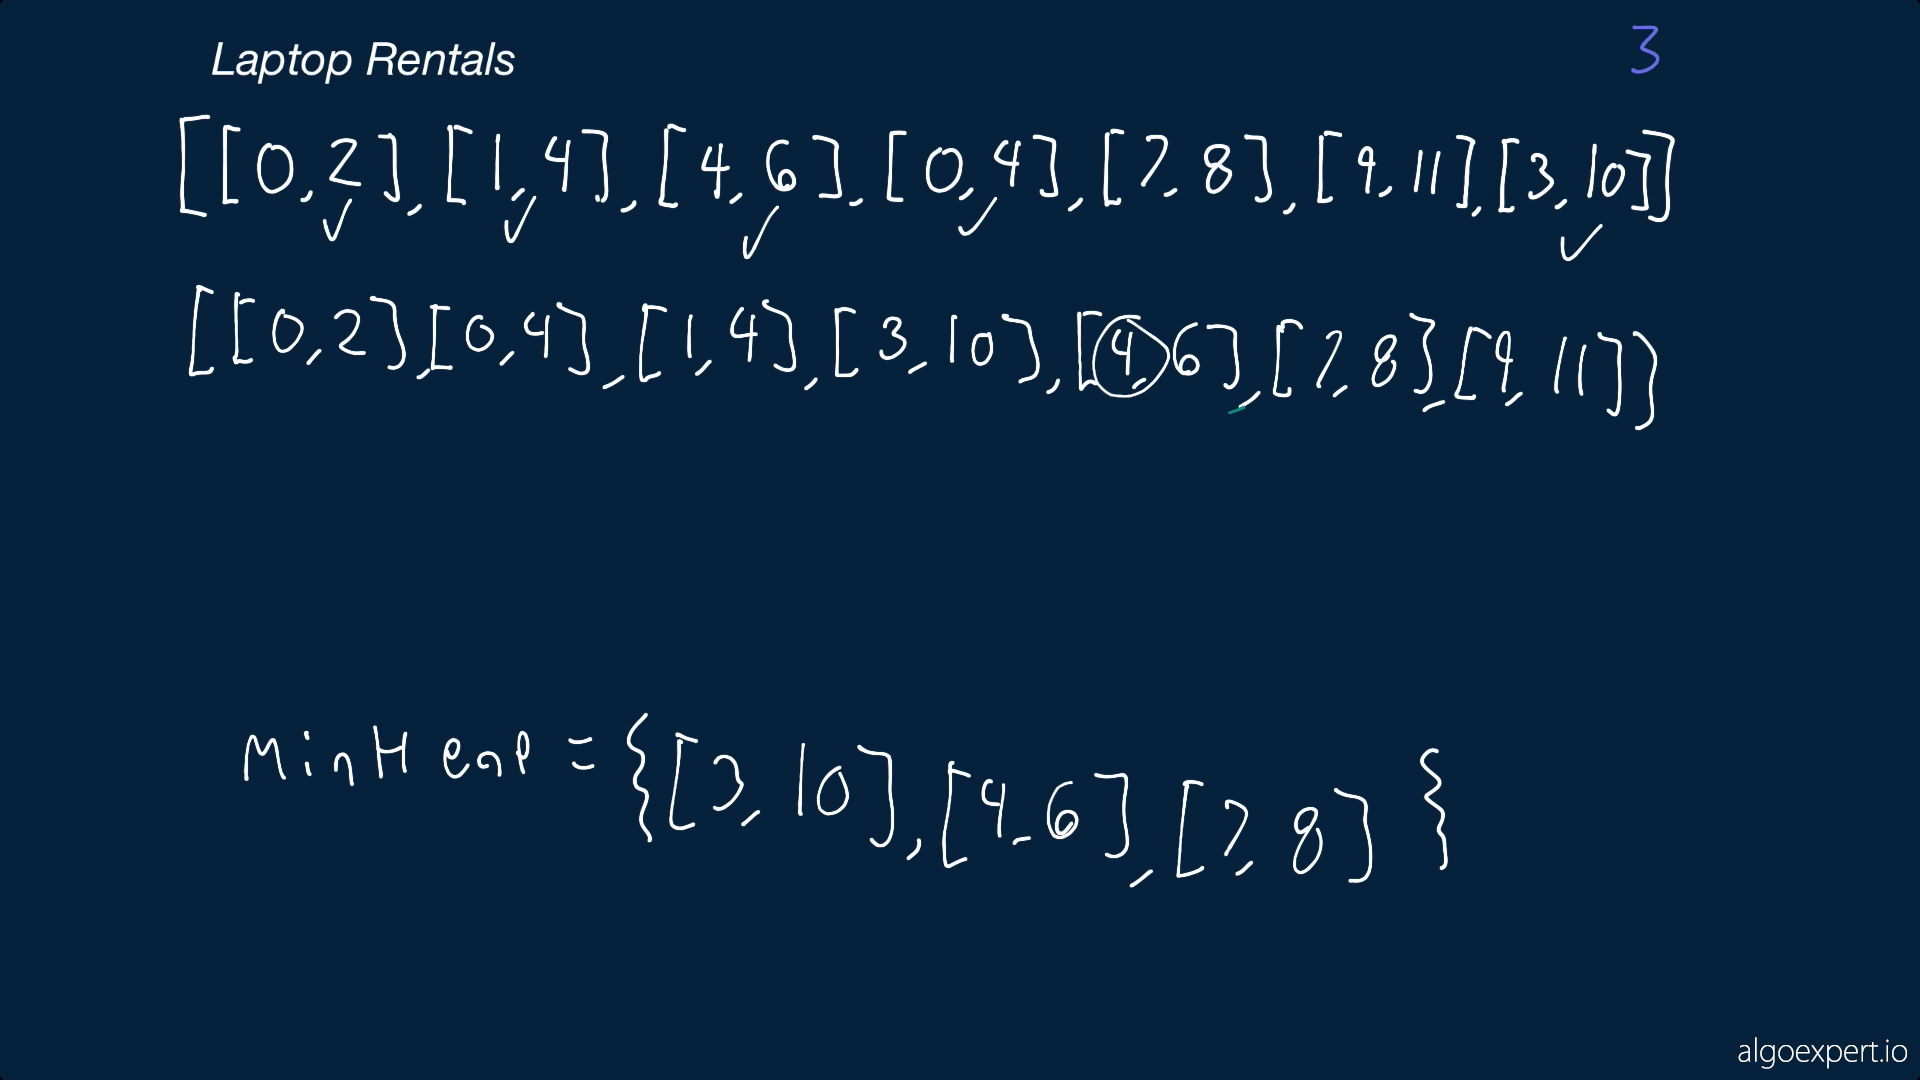 Laptop Rentals
3
[[0,2],[1,4],[4,6],[0,4],[7,8],[9,11],[3,10]]
[[0,2],[0,4],[1,4],[3,10],[4,6],[7,8],[9,11]]
MinHeap = {[3,10],[4,6],[7,8] }
algoexpert.io